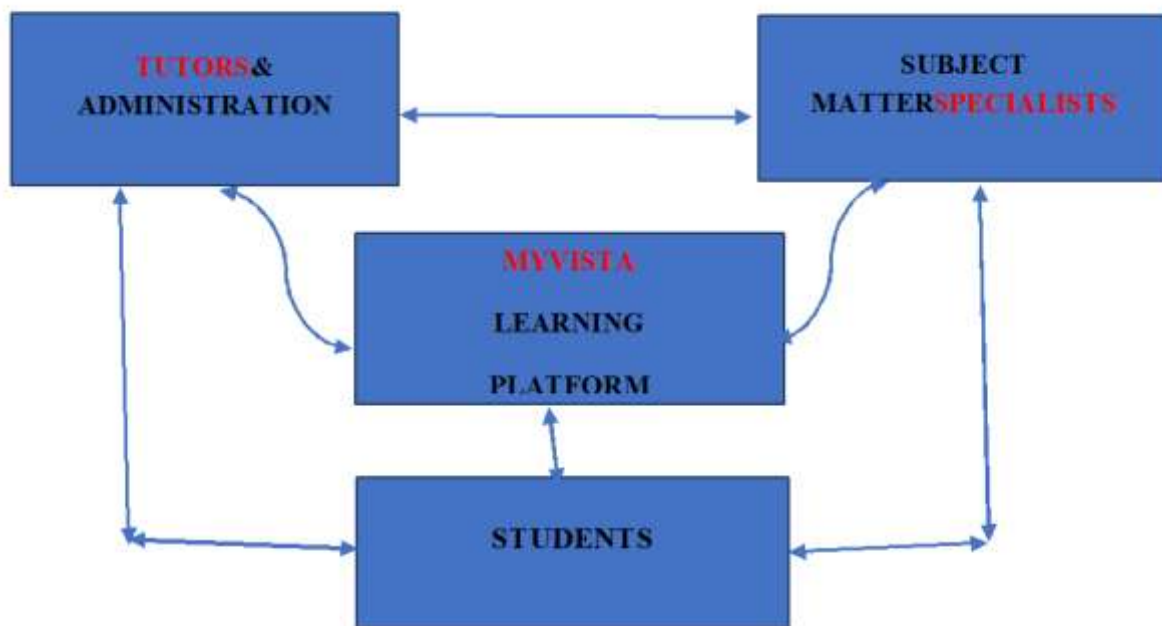 TUTORS&
ADMINISTRATION
SUBJECT
MATTERSPECIALISTS
MYVISTA
LEARNING
PLATFORM
STUDENTS